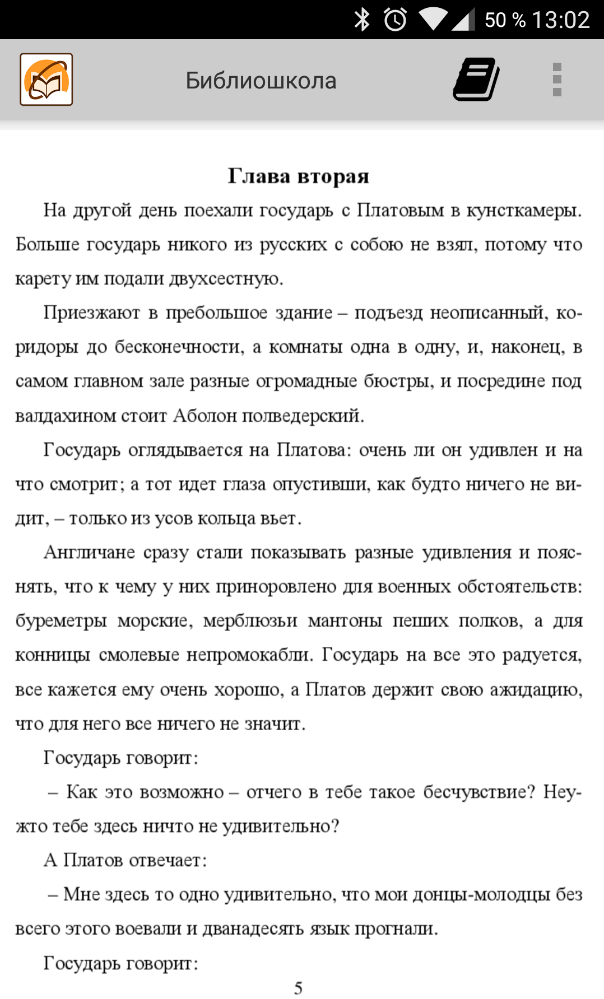 50 % 13:02
Библиошкола
Глава вторая
На другой день поехали государь с Платовым в кунсткамеры.
Больше государь никого из русских с собою не взял, потому что
карету им подали двухсестную.
Приезжают в пребольшое здание – подъезд неописанный, ко-
ридоры до бесконечности, а комнаты одна в одну, и, наконец, в
самом главном зале разные огромадные бюстры, и посредине под
валдахином стоит Аболон полведерский.
Государь оглядывается на Платова: очень ли он удивлен и на
что смотрит; а тот идет глаза опустивши, как будто ничего не ви-
дит, – только из усов кольца вьет.
Англичане сразу стали показывать разные удивления и пояс-
нять, что к чему у них приноровлено для военных обстоятельств:
буреметры морские, мерблюзьи мантоны пеших полков, а для
конницы смолевые непромокабли. Государь на все это радуется,
все кажется ему очень хорошо, а Платов держит свою ажидацию,
что для него все ничего не значит.
Государь говорит:
– Как это возможно – отчего в тебе такое бесчувствие? Неу-
жто тебе здесь ничто не удивительно?
А Платов отвечает:
– Мне здесь то одно удивительно, что мои донцы-молодцы без
всего этого воевали и дванадесять язык прогнали.
Государь говорит:
5